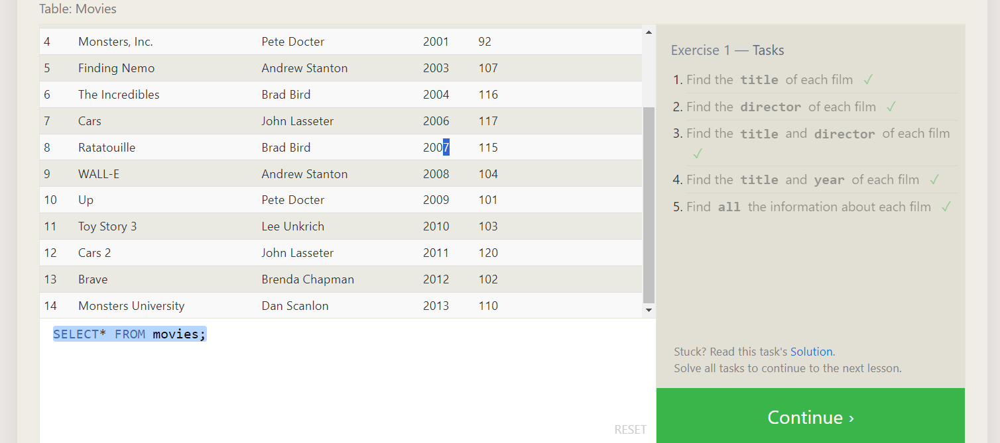 Table: Movies
4 Monsters, Inc. Pete Docter 2001 92
5 Finding Nemo Andrew Stanton 2003 107
6 The Incredibles Brad Bird 2004 116
7 Cars John Lasseter 2006 117
8 Ratatouille Brad Bird 2007 115
9 WALL-E Andrew Stanton 2008 104
10 Up Pete Docter 2009 101
11 Toy Story 3 Lee Unkrich 2010 103
12 Cars 2 John Lasseter 2011 120
13 Brave Brenda Chapman 2012 102
14 Monsters University Dan Scanlon 2013 110
SELECT* FROM movies;
RESET
Exercise 1 — Tasks
1. Find the title of each film ✓
2. Find the director of each film ✓
3. Find the title and director of each film
✓
4. Find the title and year of each film ✓
5. Find all the information about each film ✓
Stuck? Read this task's Solution.
Solve all tasks to continue to the next lesson.
Continue ›